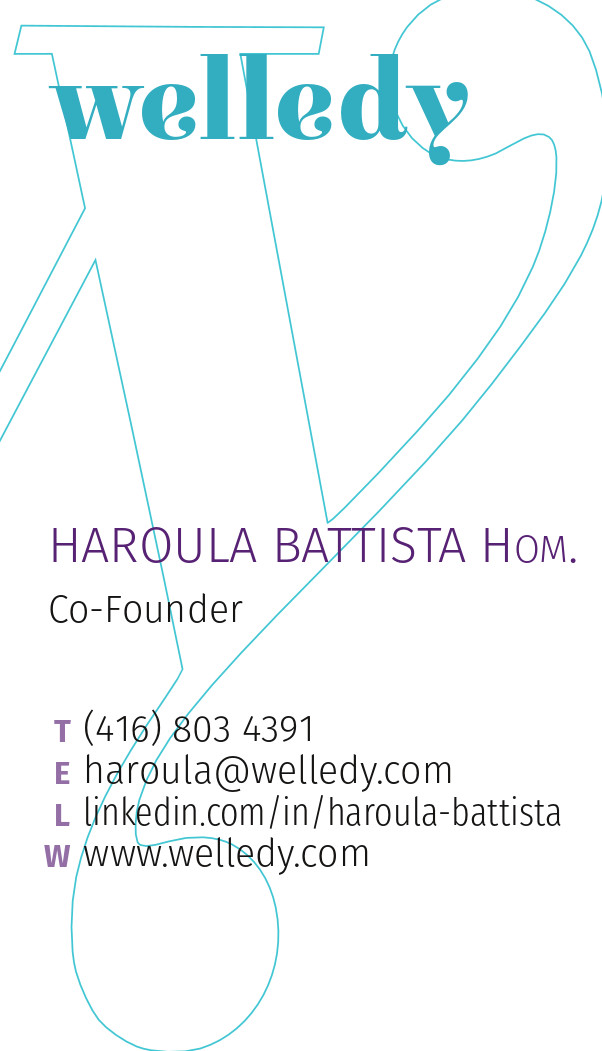 welledy
HAROULA BATTISTA HOM.
Co-Founder
T (416) 803 4391
E haroula@welledy.com
L linkedin.com/in/haroula-battista
W www.welledy.com